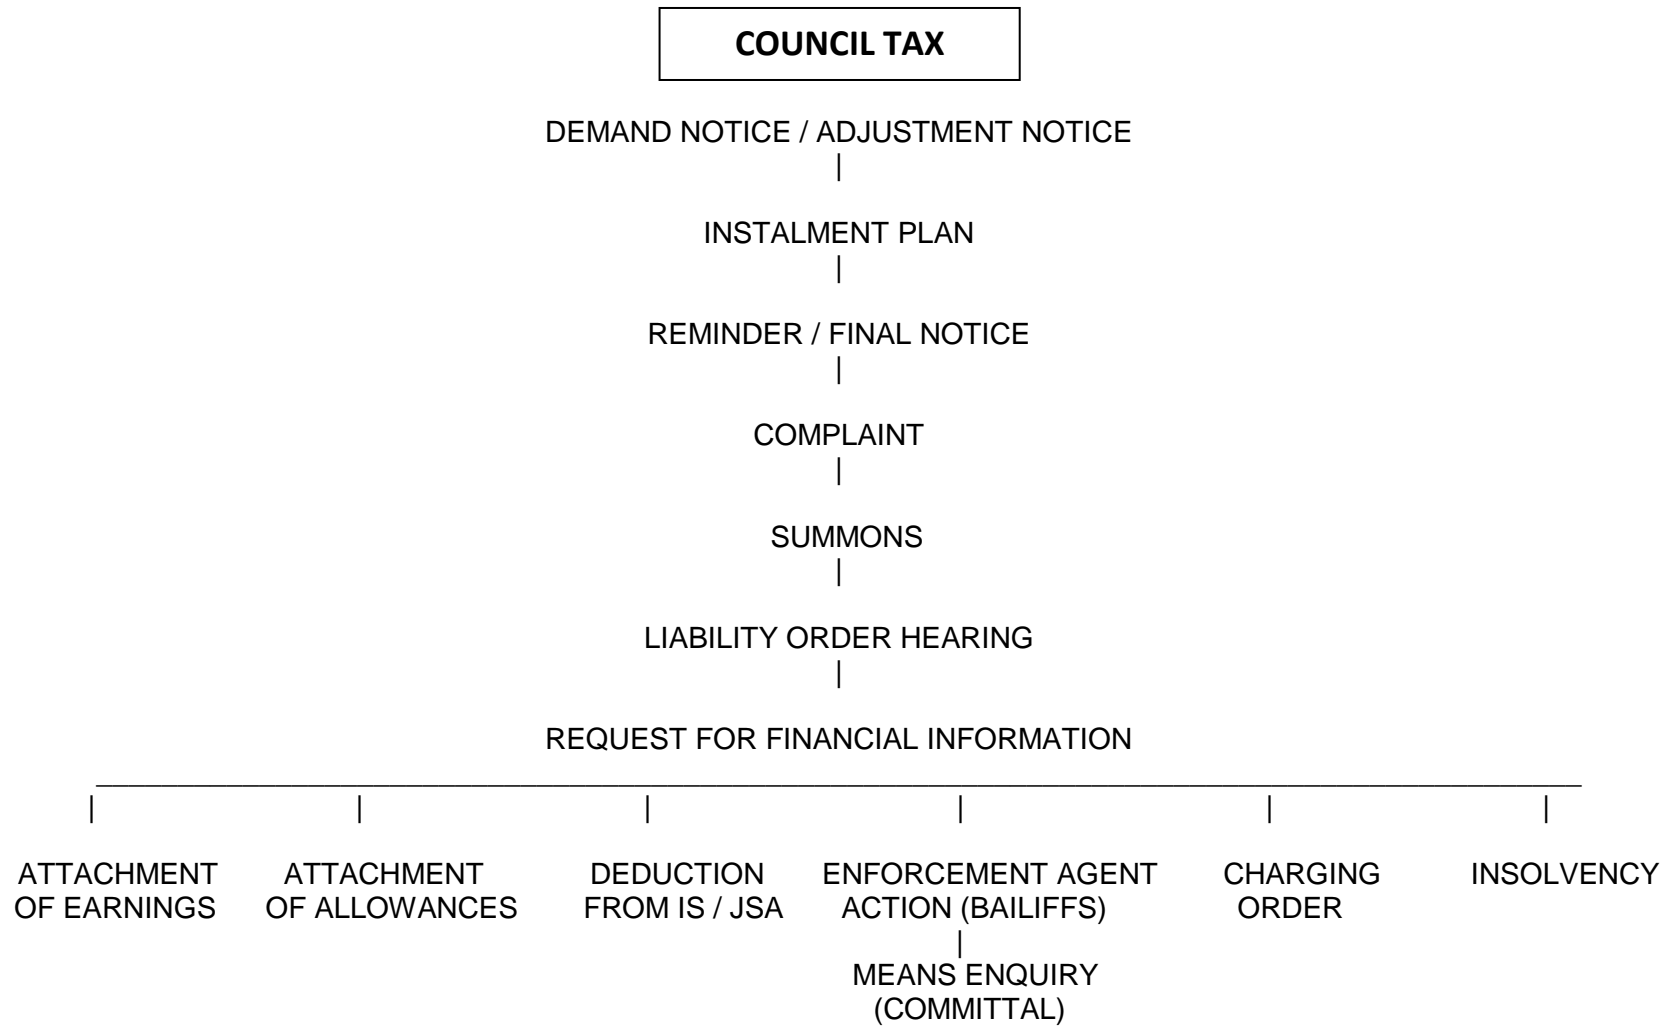 COUNCIL TAX
DEMAND NOTICE / ADJUSTMENT NOTICE
INSTALMENT PLAN
REMINDER / FINAL NOTICE
COMPLAINT
SUMMONS
LIABILITY ORDER HEARING
REQUEST FOR FINANCIAL INFORMATION
ATTACHMENT
OF EARNINGS
ATTACHMENT
OF ALLOWANCES
DEDUCTION
FROM IS / JSA
ENFORCEMENT AGENT
ACTION (BAILIFFS)
MEANS ENQUIRY
(COMMITTAL)
CHARGING
ORDER
INSOLVENCY